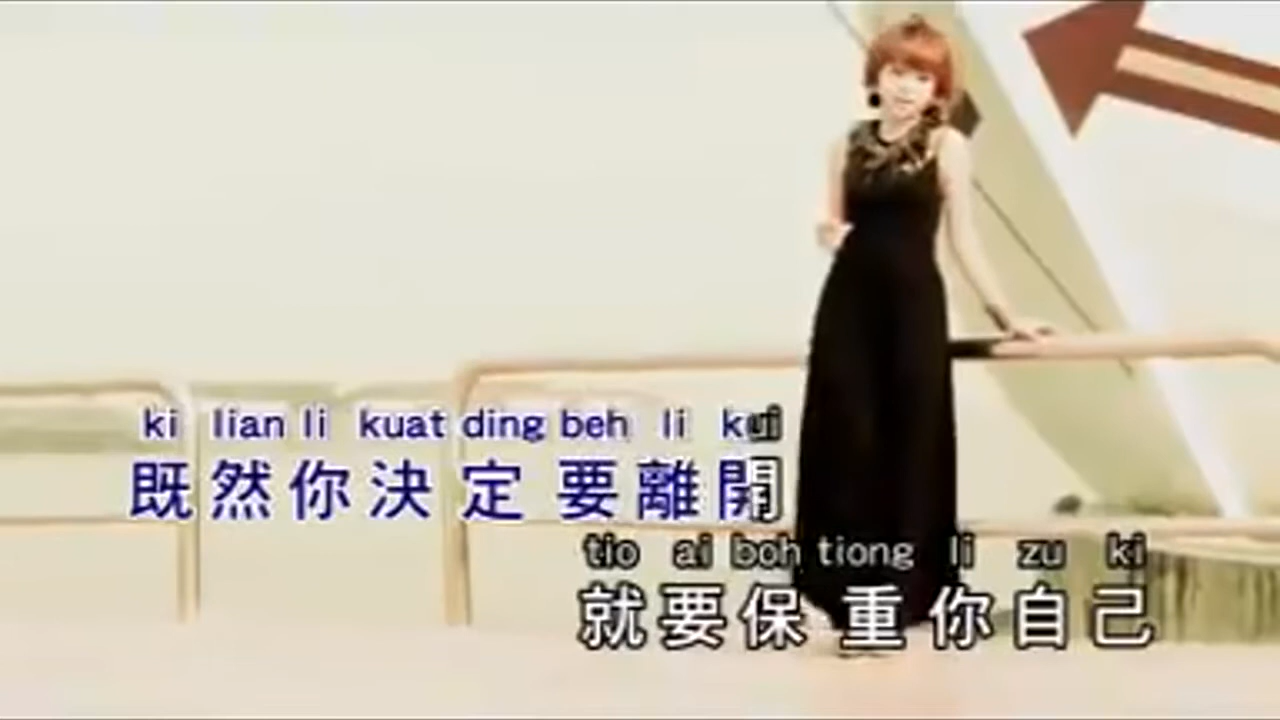 ki lian li kuat ding beh li kui
既然你決定要離開
tio ai boh tiong li zu ki
就要保重你自己